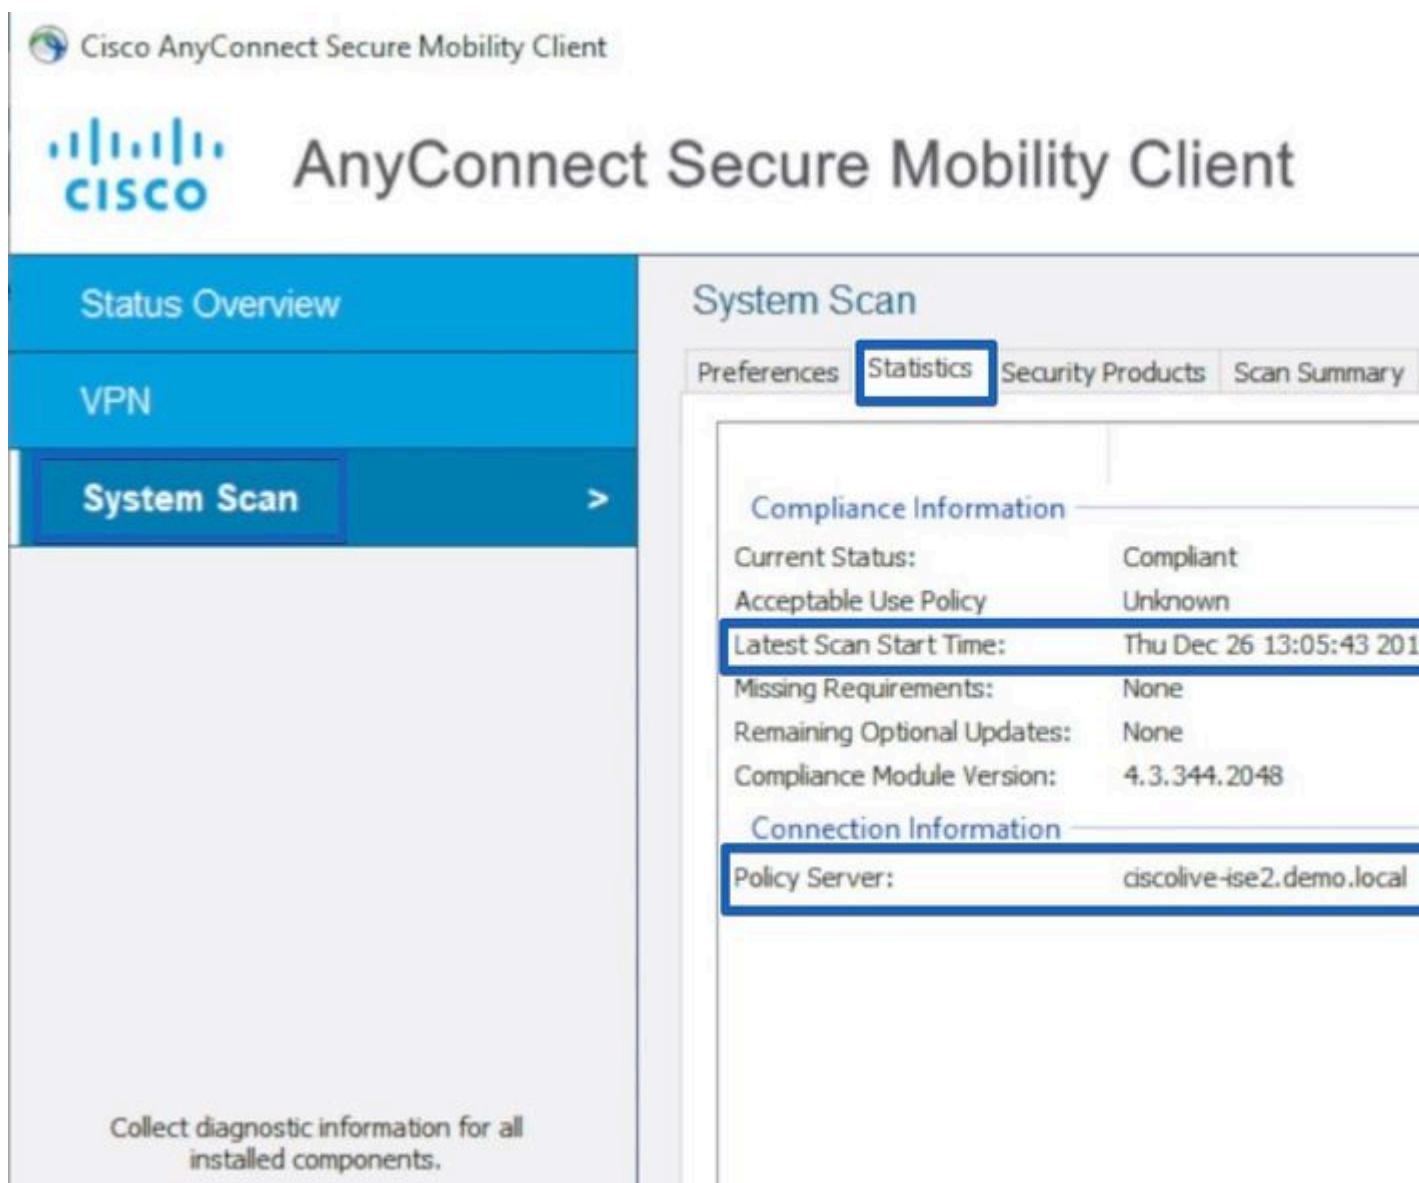 Cisco AnyConnect Secure Mobility Client
CISCO
AnyConnect Secure Mobility Client
Status Overview
VPN
System Scan >
System Scan
Preferences Statistics Security Products Scan Summary
Compliance Information
Current Status: Compliant
Acceptable Use Policy Unknown
Latest Scan Start Time: Thu Dec 26 13:05:43 201
Missing Requirements: None
Remaining Optional Updates: None
Compliance Module Version: 4.3.344.2048
Connection Information
Policy Server: ciscolive-ise2.demo.local
Collect diagnostic information for all
installed components.